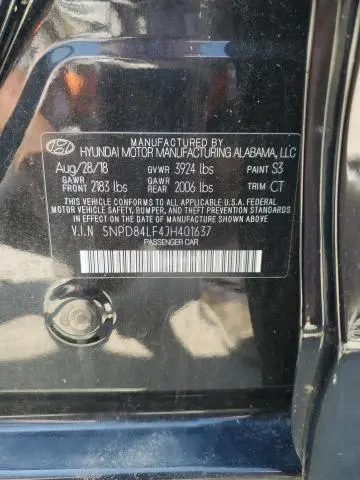 MANUFACTURED BY
HYUNDAI MOTOR MANUFACTURING ALABAMA, LLC
Aug/28/18 GVWR 3924 lbs PAINT S3
GAWR FRONT 2183 lbs GAWR REAR 2006 lbs TRIM CT
THIS VEHICLE CONFORMS TO ALL APPLICABLE U.S.A. FEDERAL
MOTOR VEHICLE SAFETY, BUMPER, AND THEFT
PREVENTION STANDARDS IN EFFECT ON THE DATE OF
MANUFACTURE SHOWN ABOVE.
V.I.N 5NPD84LF4JH401637
PASSENGER CAR